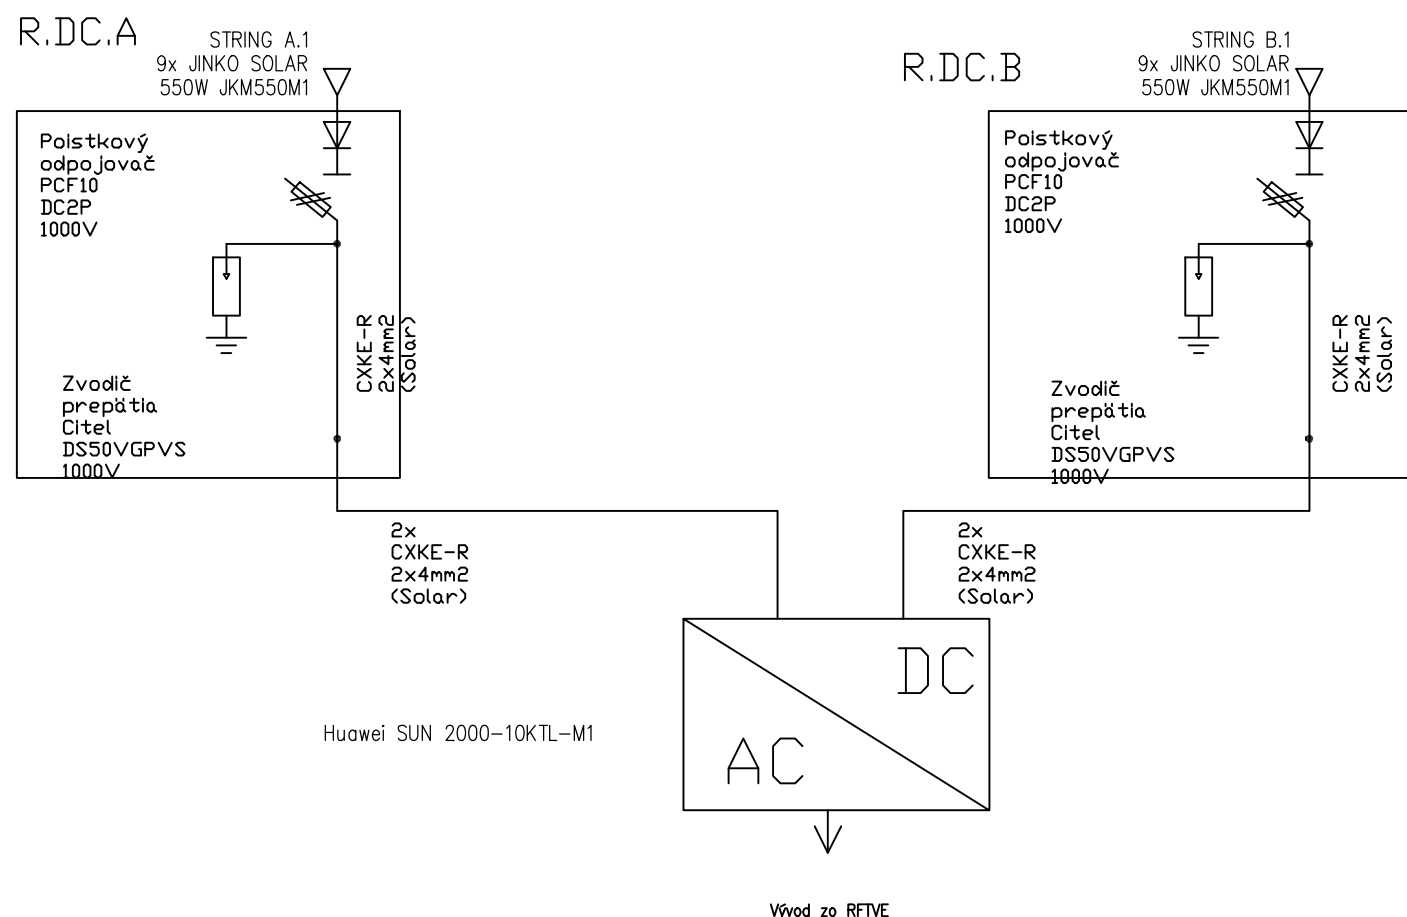 R.DC.A
STRING A.1
9x JINKO SOLAR
550W JKM550M1
Poistkový
odpojovač
PCF10
DC2P
1000V
CXKE-R
2x4mm2
(Solar)
Zvodič
prepätia
Citel
DS50VGPVS
1000V
R.DC.B
STRING B.1
9x JINKO SOLAR
550W JKM550M1
Poistkový
odpojovač
PCF10
DC2P
1000V
CXKE-R
2x4mm2
(Solar)
Zvodič
prepätia
Citel
DS50VGPVS
1000V
2x
CXKE-R
2x4mm2
(Solar)
2x
CXKE-R
2x4mm2
(Solar)
DC
AC
Huawei SUN 2000-10KTL-M1
Vývod zo RFTVE